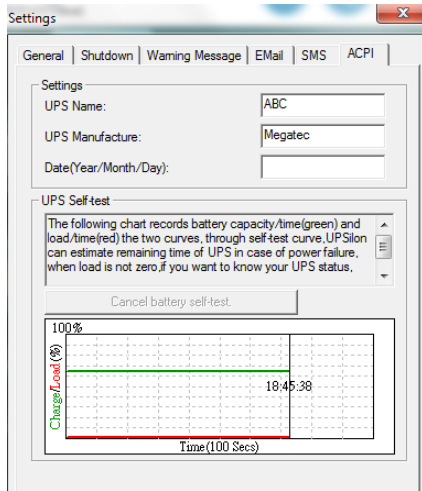 Settings
x
General Shutdown Warning Message EMail SMS ACPI
Settings
UPS Name: ABC
UPS Manufacture: Megatec
Date(Year/Month/Day):
UPS Self-test
The following chart records battery capacity/time(green) and
load/time(red) the two curves, through self-test curve,UPSilon
can estimate remaining time of UPS in case of power failure,
when load is not zero,if you want to know your UPS status,
Cancel battery self-test.
100%
Charge/Load(%)
18:45:38
Time(100 Secs)